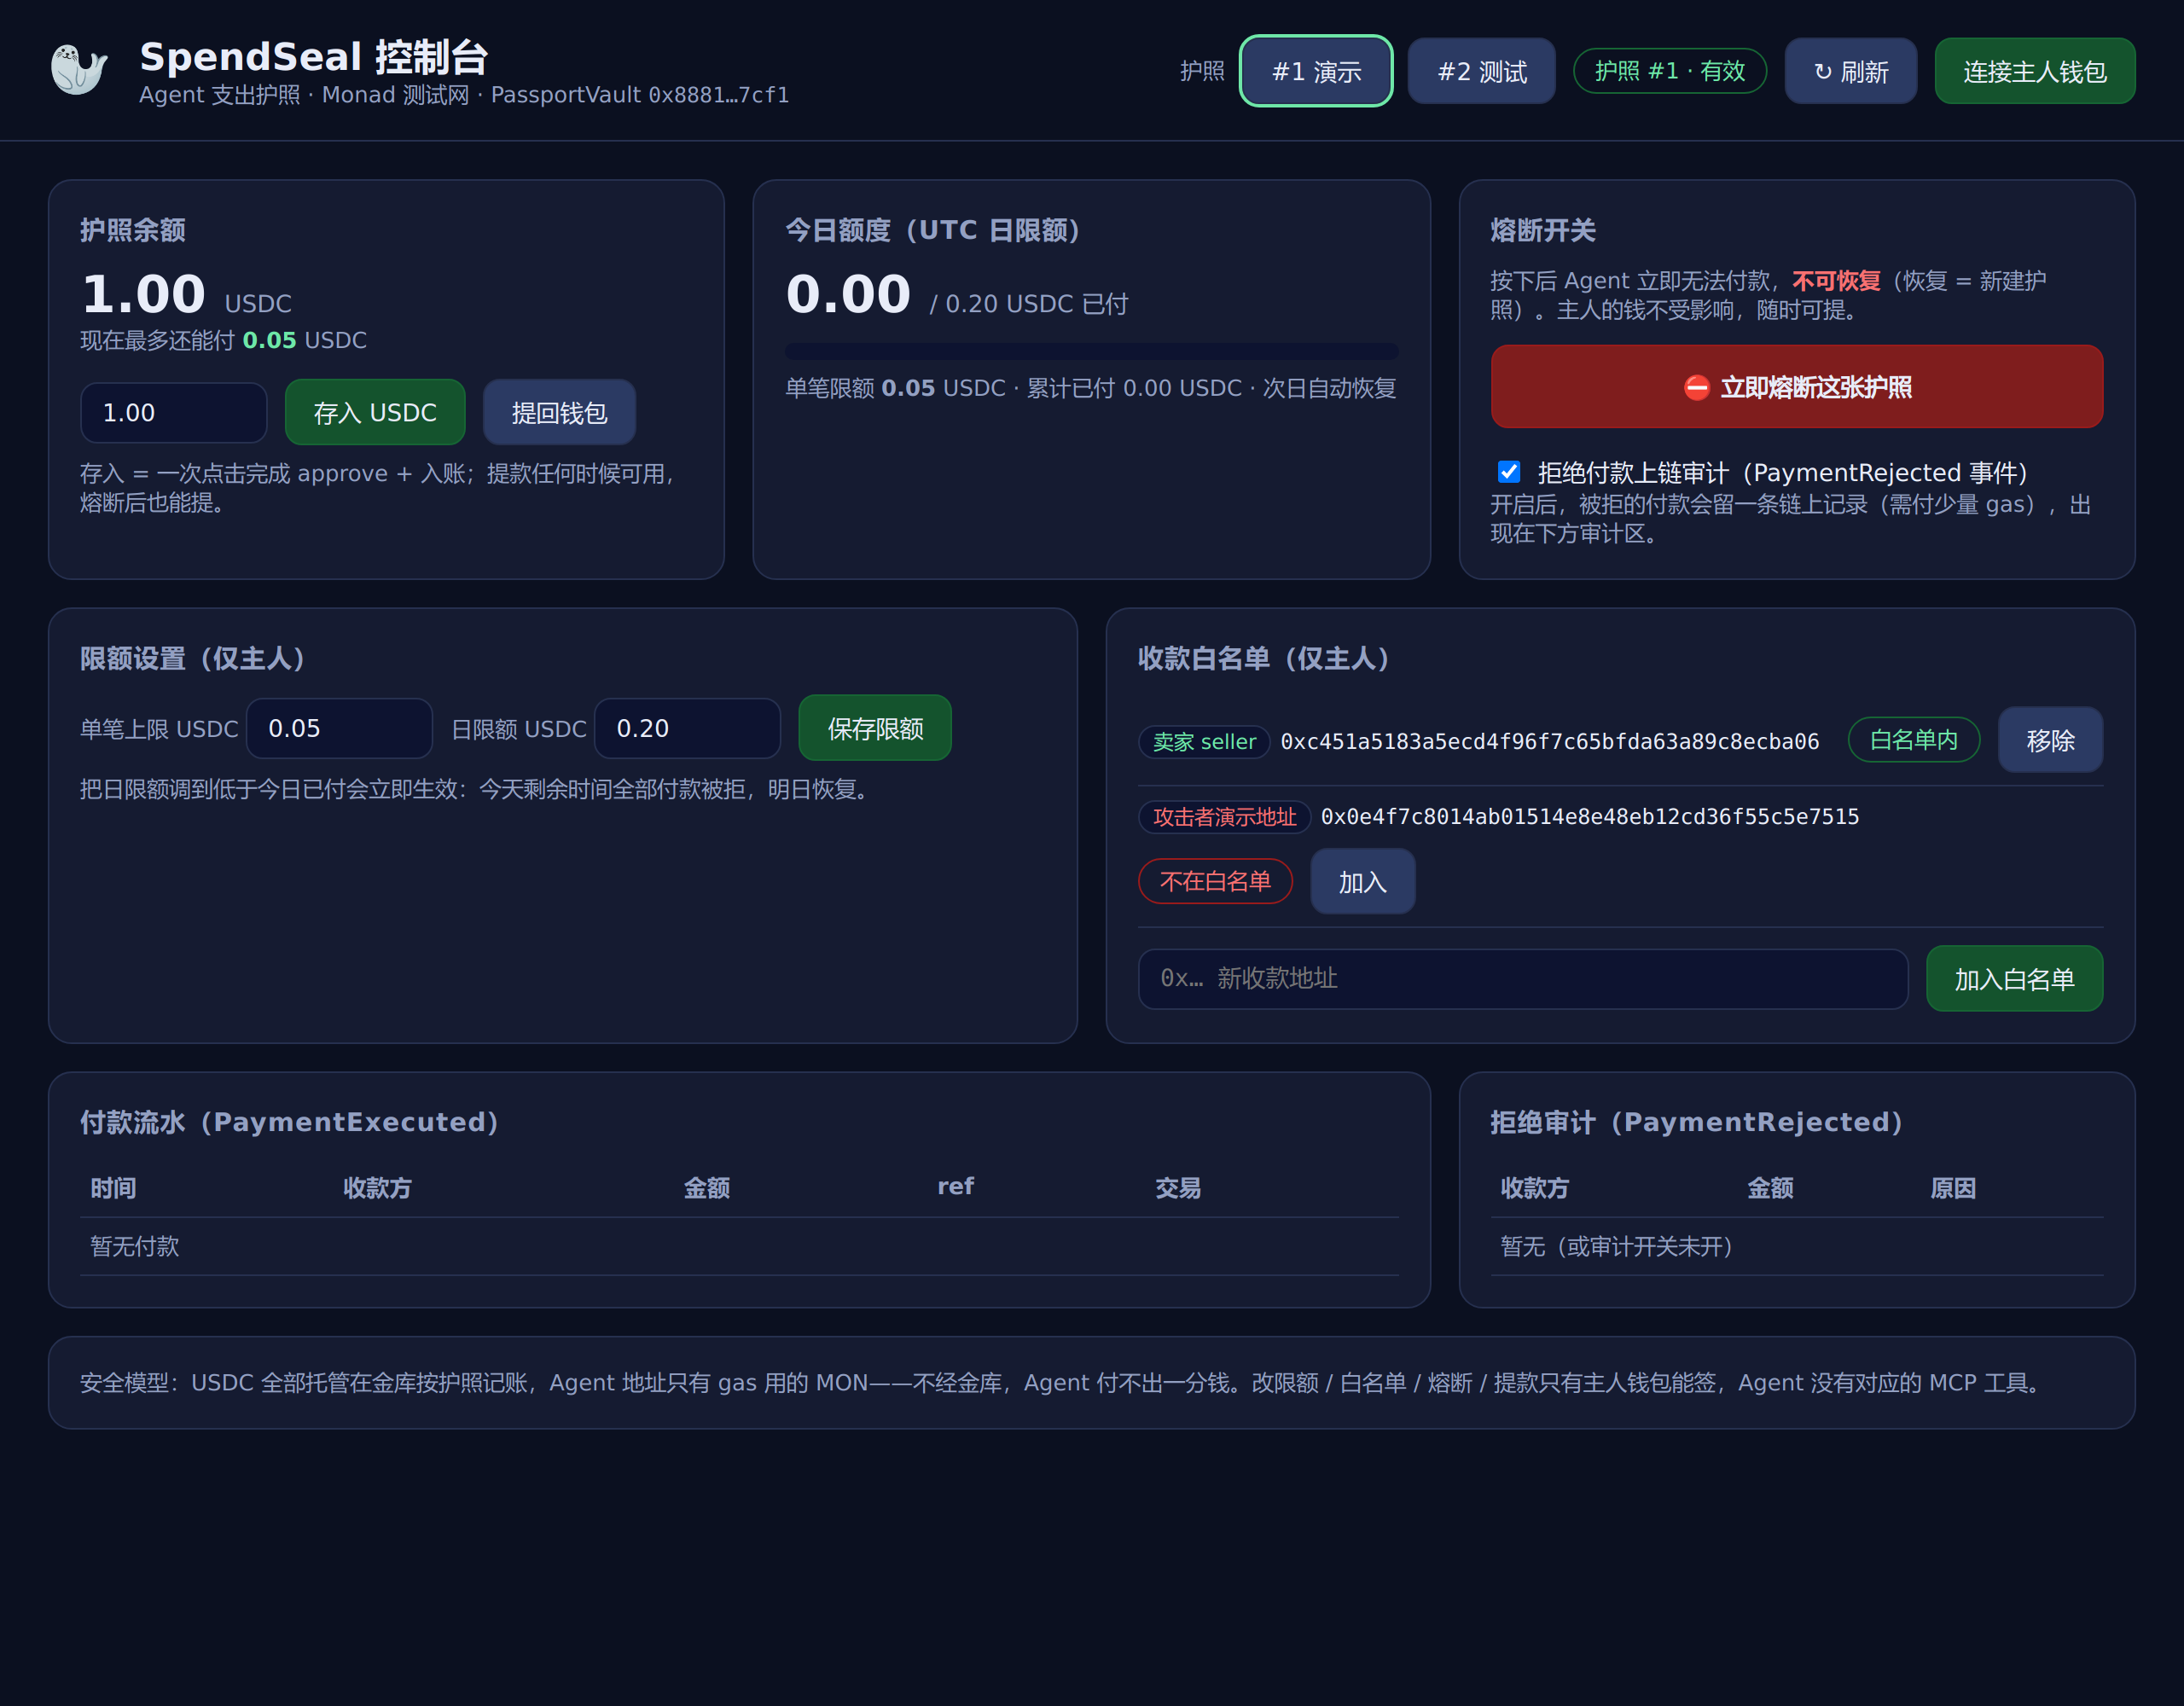 SpendSeal 控制台
Agent 支出护照 · Monad 测试网 · PassportVault 0x8881…7cf1
护照
#1 演示
#2 测试
护照 #1 · 有效
↻ 刷新
连接主人钱包
护照余额
1.00 USDC
现在最多还能付 0.05 USDC
1.00
存入 USDC
提回钱包
存入 = 一次点击完成 approve + 入账；提款任何时候可用，
熔断后也能提。
今日额度（UTC 日限额）
0.00 / 0.20 USDC 已付
单笔限额 0.05 USDC · 累计已付 0.00 USDC · 次日自动恢复
熔断开关
按下后 Agent 立即无法付款，不可恢复（恢复 = 新建护
照）。主人的钱不受影响，随时可提。
⛔ 立即熔断这张护照
拒绝付款上链审计（PaymentRejected 事件）
开启后，被拒的付款会留一条链上记录（需付少量 gas），出
现在下方审计区。
限额设置（仅主人）
单笔上限 USDC 0.05 日限额 USDC 0.20 保存限额
把日限额调到低于今日已付会立即生效：今天剩余时间全部付款被拒，明日恢复。
收款白名单（仅主人）
卖家 seller 0xc451a5183a5ecd4f96f7c65bfda63a89c8ecba06 白名单内 移除
攻击者演示地址 0x0e4f7c8014ab01514e8e48eb12cd36f55c5e7515
不在白名单 加入
0x… 新收款地址 加入白名单
付款流水（PaymentExecuted）
时间 收款方 金额 ref 交易
暂无付款
拒绝审计（PaymentRejected）
收款方 金额 原因
暂无（或审计开关未开）
安全模型：USDC 全部托管在金库按护照记账，Agent 地址只有 gas 用的 MON——不经金库，Agent 付不出一分钱。改限额 / 白名单 / 熔断 / 提款只有主人钱包能签，Agent 没有对应的 MCP 工具。